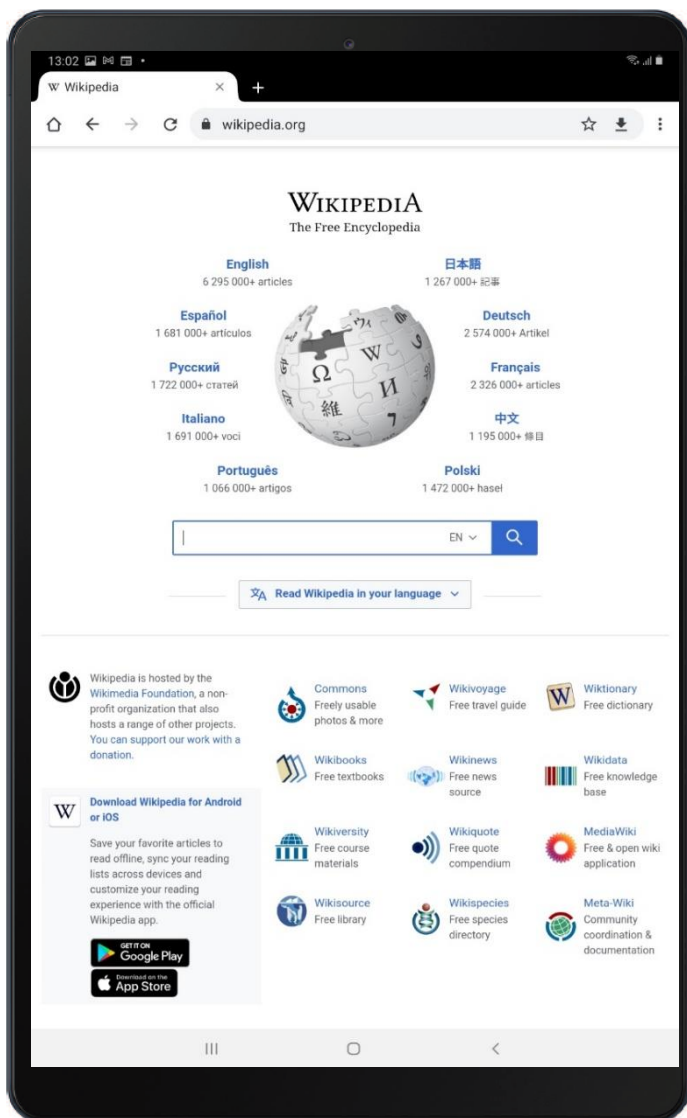 13:02
W Wikipedia × +
wikipedia.org
WIKIPEDIA
The Free Encyclopedia
English
6 295 000+ articles
日本語
1 267 000+ 記事
Español
1 681 000+ artículos
Deutsch
2 574 000+ Artikel
Русский
1 722 000+ статей
Français
2 326 000+ articles
Italiano
1 691 000+ voci
中文
1 195 000+ 條目
Português
1 066 000+ artigos
Polski
1 472 000+ haseł
Ω W И 維 ウィ
EN
Read Wikipedia in your language
Wikipedia is hosted by the
Wikimedia Foundation, a non-
profit organization that also
hosts a range of other projects.
You can support our work with a
donation.
W
Download Wikipedia for Android
or iOS
Save your favorite articles to
read offline, sync your reading
lists across devices and
customize your reading
experience with the official
Wikipedia app.
GET IT ON
Google Play
Download on the
App Store
Commons
Freely usable
photos & more
Wikivoyage
Free travel guide
W
Wiktionary
Free dictionary
Wikibooks
Free textbooks
Wikinews
Free news
source
Wikidata
Free knowledge
base
Wikiversity
Free course
materials
Wikiquote
Free quote
compendium
MediaWiki
Free & open wiki
application
Wikisource
Free library
Wikispecies
Free species
directory
Meta-Wiki
Community
coordination &
documentation